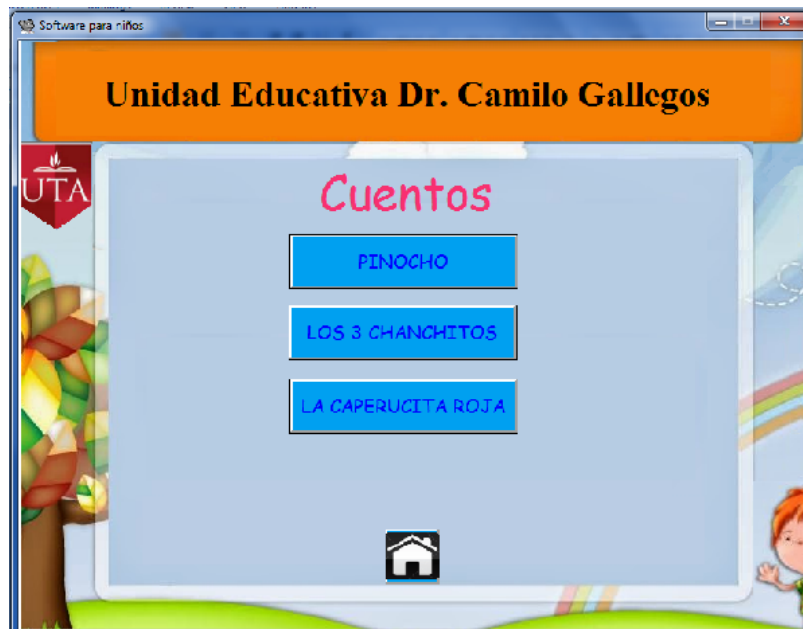 Software para niños
Unidad Educativa Dr. Camilo Gallegos
UTA
Cuentos
PINOCHO
LOS 3 CHANCHITOS
LA CAPERUCITA ROJA